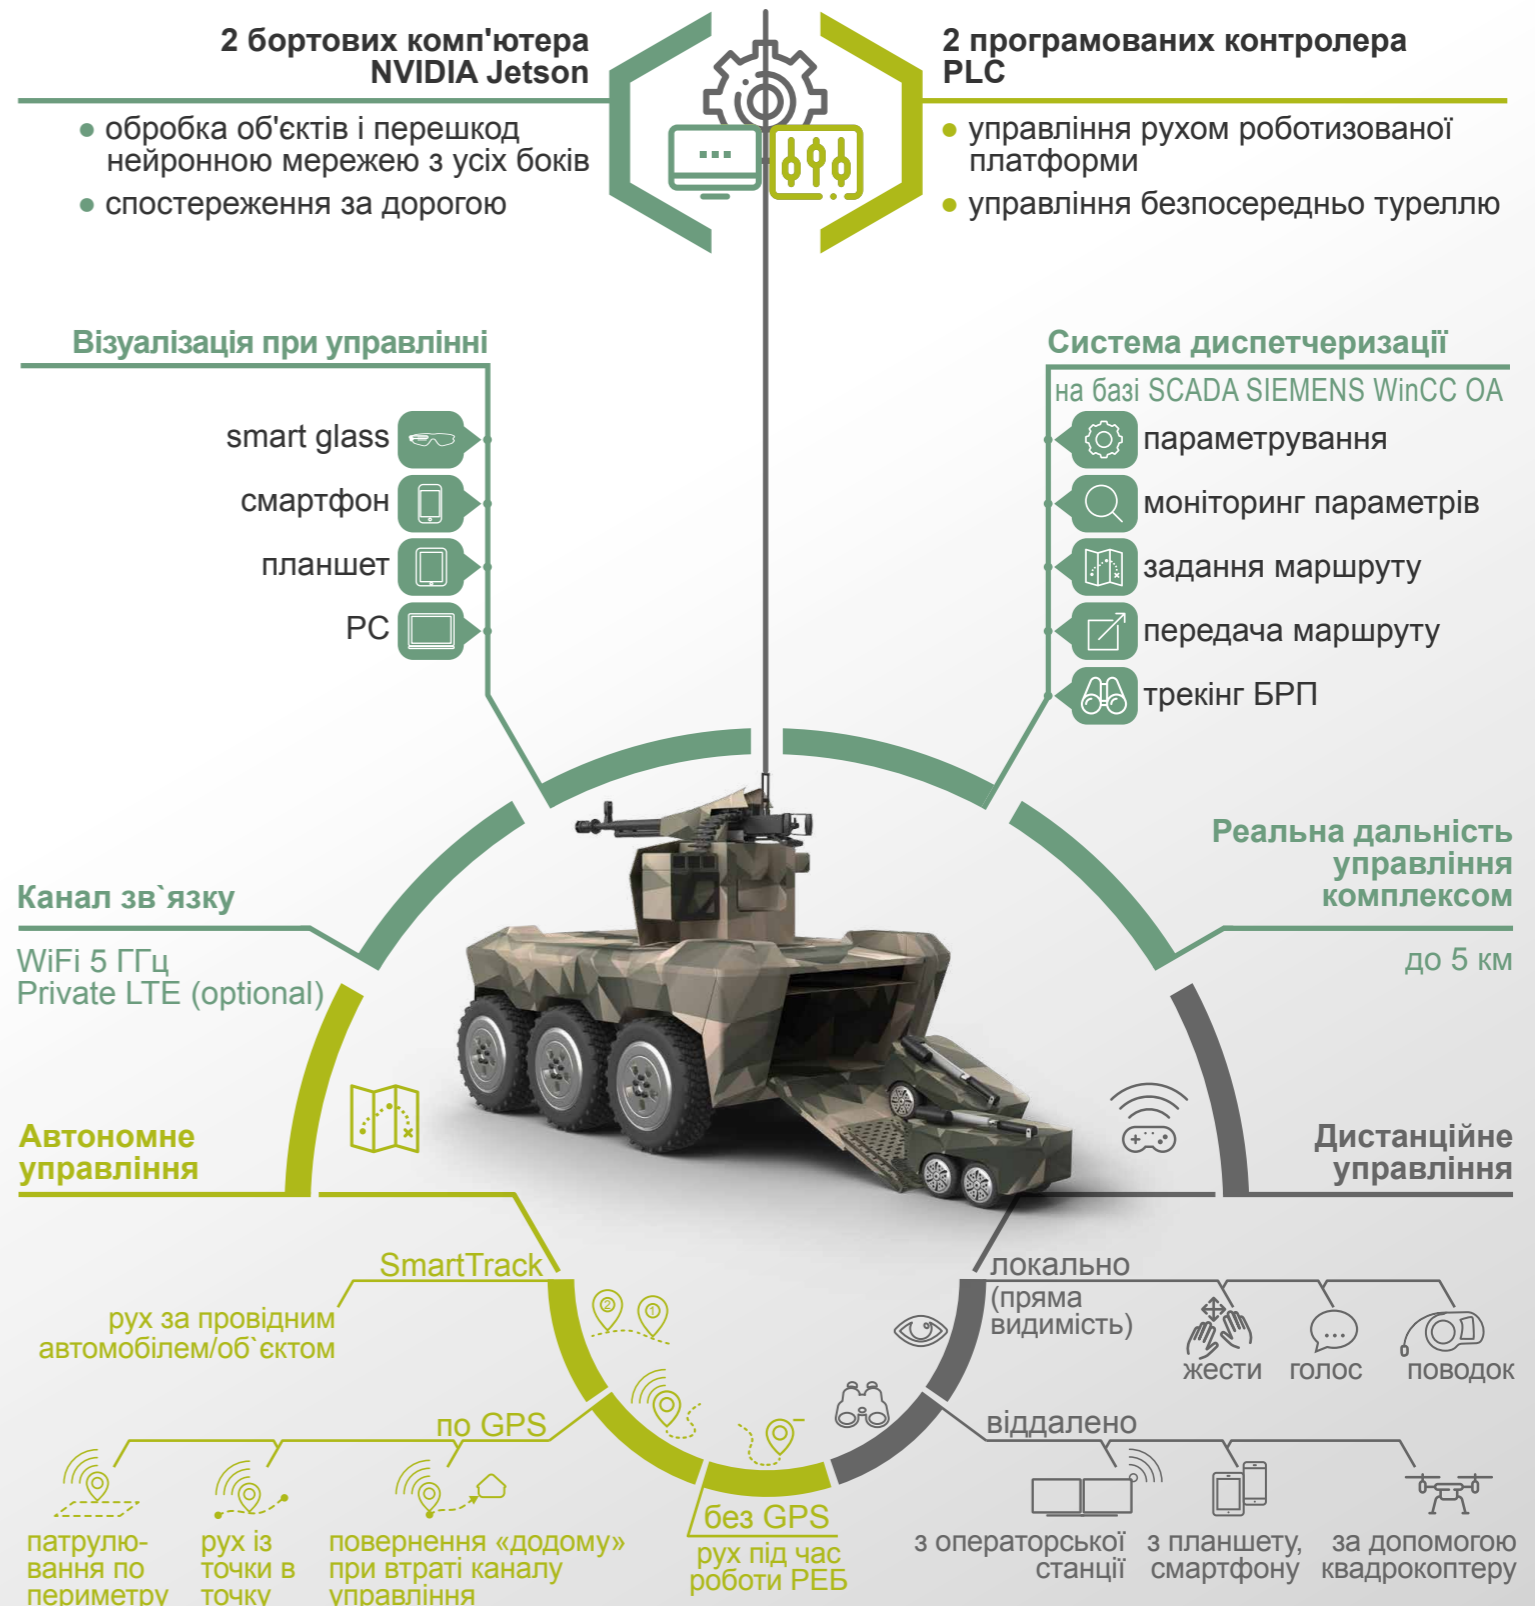 2 бортових комп'ютера
NVIDIA Jetson
обробка об'єктів і перешкод
нейронною мережею з усіх боків
спостереження за дорогою
2 програмованих контролера
PLC
управління рухом роботизованої
платформи
управління безпосередньо туреллю
Візуалізація при управлінні
smart glass
смартфон
планшет
PC
Система диспетчеризації
на базі SCADA SIEMENS WinCC OA
параметрування
моніторинг параметрів
задання маршруту
передача маршруту
трекінг БРП
Канал зв`язку
WiFi 5 ГГц
Private LTE (optional)
Реальна дальність
управління
комплексом
до 5 км
Автономне
управління
SmartTrack
рух за провідним
автомобілем/об`єктом
2
1
по GPS
патрулю-
вання по
периметру
рух із
точки в
точку
повернення «додому»
при втраті каналу
управління
без GPS
рух під час
роботи РЕБ
Дистанційне
управління
локально
(пряма
видимість)
жести
голос
поводок
віддалено
з операторської
станції
з планшету,
смартфону
за допомогою
квадрокоптеру